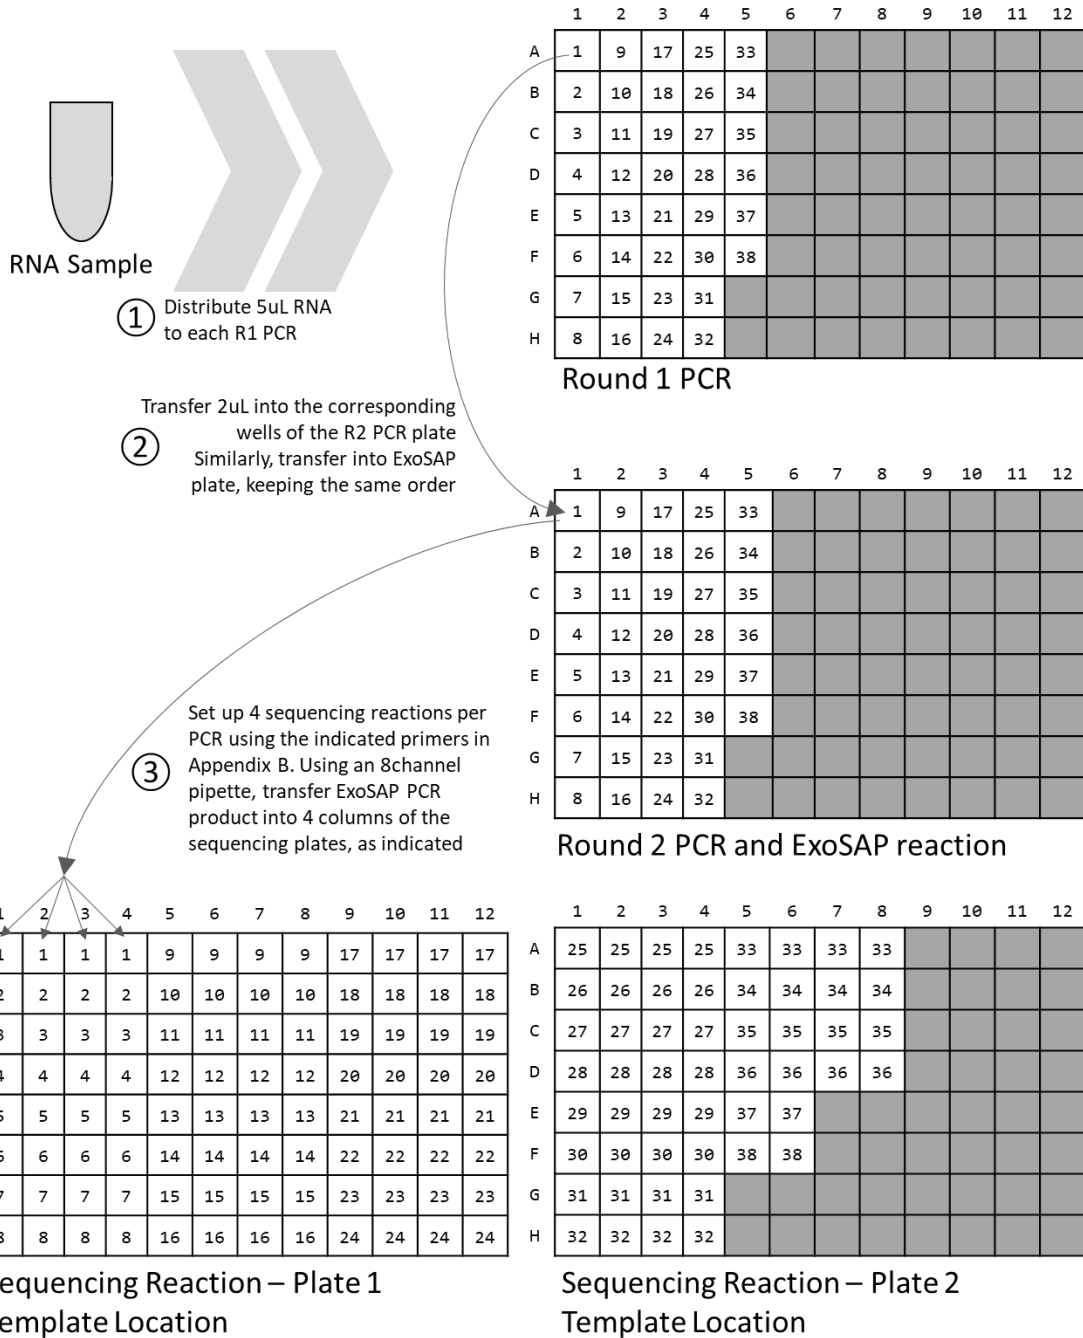 1 2 3 4 5 6 7 8 9 10 11 12
A 1 9 17 25 33
B 2 10 18 26 34
C 3 11 19 27 35
D 4 12 20 28 36
E 5 13 21 29 37
F 6 14 22 30 38
G 7 15 23 31
H 8 16 24 32
Round 1 PCR
RNA Sample
1 Distribute 5uL RNA
to each R1 PCR
Transfer 2uL into the corresponding
2 wells of the R2 PCR plate
Similarly, transfer into ExoSAP
plate, keeping the same order
1 2 3 4 5 6 7 8 9 10 11 12
A 1 9 17 25 33
B 2 10 18 26 34
C 3 11 19 27 35
D 4 12 20 28 36
E 5 13 21 29 37
F 6 14 22 30 38
G 7 15 23 31
H 8 16 24 32
Round 2 PCR and ExoSAP reaction
Set up 4 sequencing reactions per
PCR using the indicated primers in
3 Appendix B. Using an 8channel
pipette, transfer ExoSAP PCR
product into 4 columns of the
sequencing plates, as indicated
1 2 3 4 5 6 7 8 9 10 11 12
1 1 1 1 9 9 9 9 17 17 17 17
2 2 2 2 10 10 10 10 18 18 18 18
3 3 3 3 11 11 11 11 19 19 19 19
4 4 4 4 12 12 12 12 20 20 20 20
5 5 5 5 13 13 13 13 21 21 21 21
6 6 6 6 14 14 14 14 22 22 22 22
7 7 7 7 15 15 15 15 23 23 23 23
8 8 8 8 16 16 16 16 24 24 24 24
equencing Reaction – Plate 1
emplate Location
1 2 3 4 5 6 7 8 9 10 11 12
A 25 25 25 25 33 33 33 33
B 26 26 26 26 34 34 34 34
C 27 27 27 27 35 35 35 35
D 28 28 28 28 36 36 36 36
E 29 29 29 29 37 37
F 30 30 30 30 38 38
G 31 31 31 31
H 32 32 32 32
Sequencing Reaction – Plate 2
Template Location